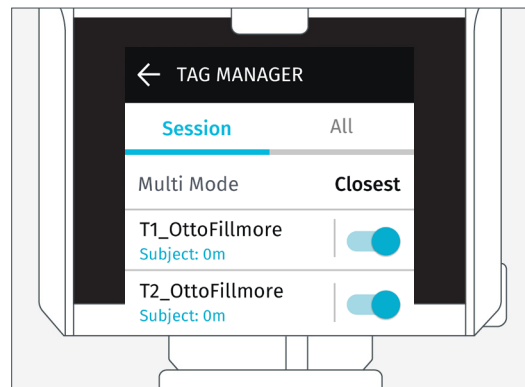 TAG MANAGER
Session All
Multi Mode Closest
T1_OttoFillmore
Subject: 0m
T2_OttoFillmore
Subject: 0m